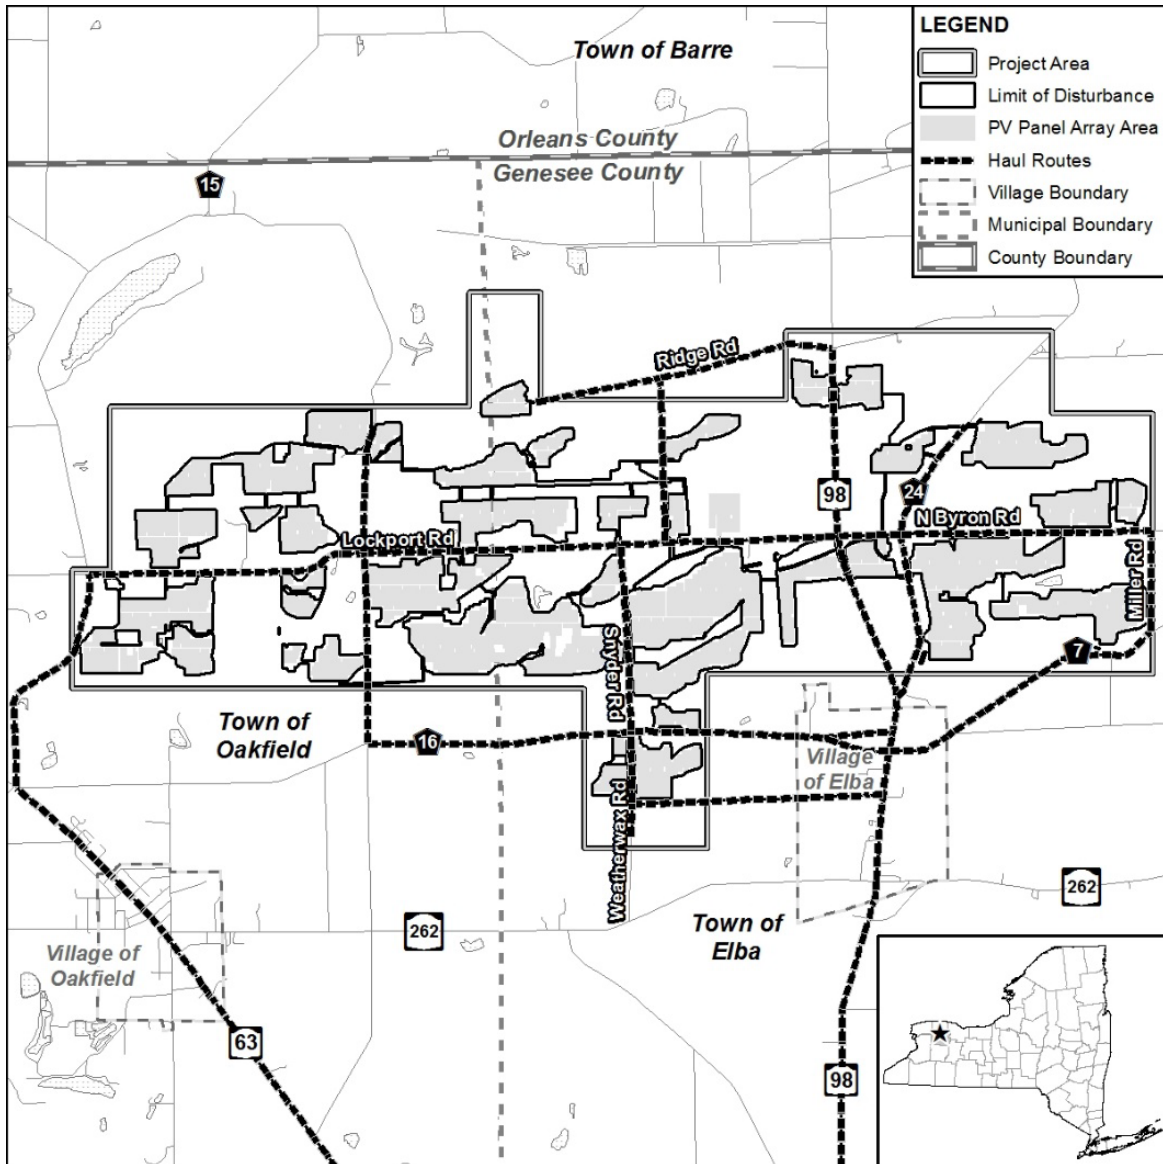 Town of Barre
LEGEND
Project Area
Limit of Disturbance
PV Panel Array Area
Haul Routes
Village Boundary
Municipal Boundary
County Boundary
Orleans County
Genesee County
15
Ridge Rd
98
24
N Byron Rd
Lockport Rd
Miller Rd
Snyder Rd
7
Town of
Oakfield
16
Village
of Elba
Weatherwax Rd
262
262
Town of
Elba
Village of
Oakfield
63
98